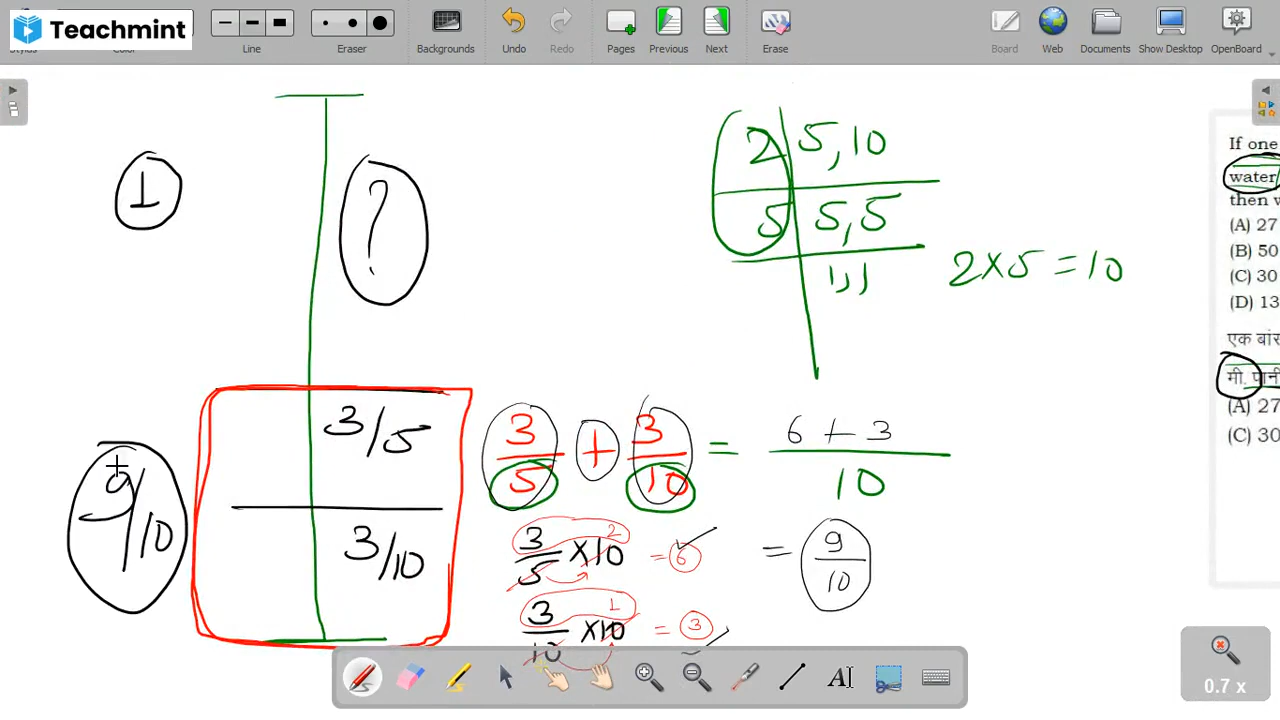 Teachmint
Line
Eraser
Backgrounds
Undo
Redo
Pages
Previous
Next
Erase
Board
Web
Documents
Show Desktop
OpenBoard
1
?
2 | 5, 10
5 | 5, 5
1, 1
2×5 = 10
3/5
3/10
9/10
3/5 + 3/10 = 6 + 3 / 10
3/5 ×10 2 = 6
= 9/10
3/10 ×10 1 = 3
If one
water
then w
(A) 27
(B) 50
(C) 30
(D) 13
एक बां
मी. पानी
(A) 27
(C) 30
0.7 x